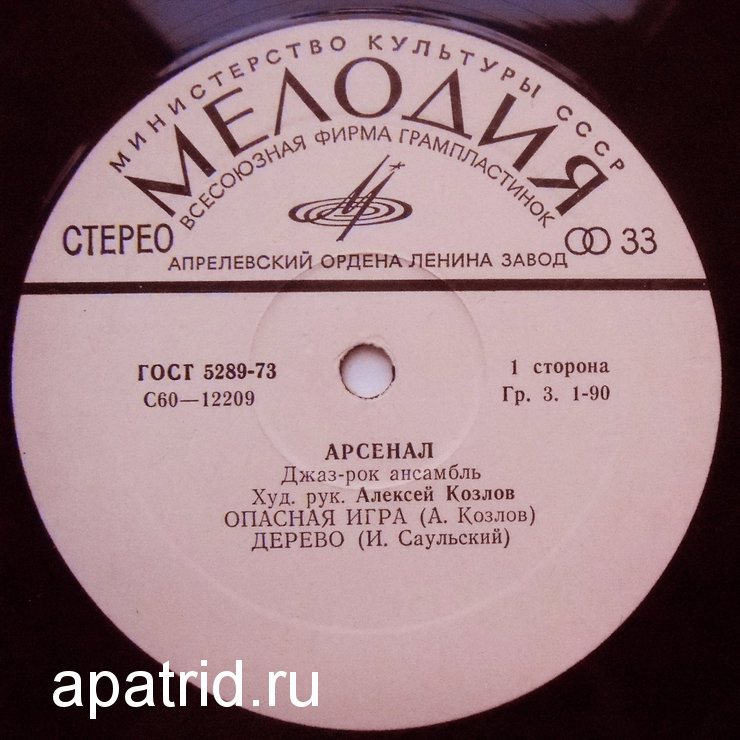 МИНИСТЕРСТВО КУЛЬТУРЫ СССР
МЕЛОДИЯ
ВСЕСОЮЗНАЯ ФИРМА ГРАМПЛАСТИНОК
СТЕРЕО
33
АПРЕЛЕВСКИЙ ОРДЕНА ЛЕНИНА ЗАВОД
ГОСТ 5289-73
С60—12209
1 сторона
Гр. 3. 1-90
АРСЕНАЛ
Джаз-рок ансамбль
Худ. рук. Алексей Козлов
ОПАСНАЯ ИГРА (А. Козлов)
ДЕРЕВО (И. Саульский)
apatrid.ru